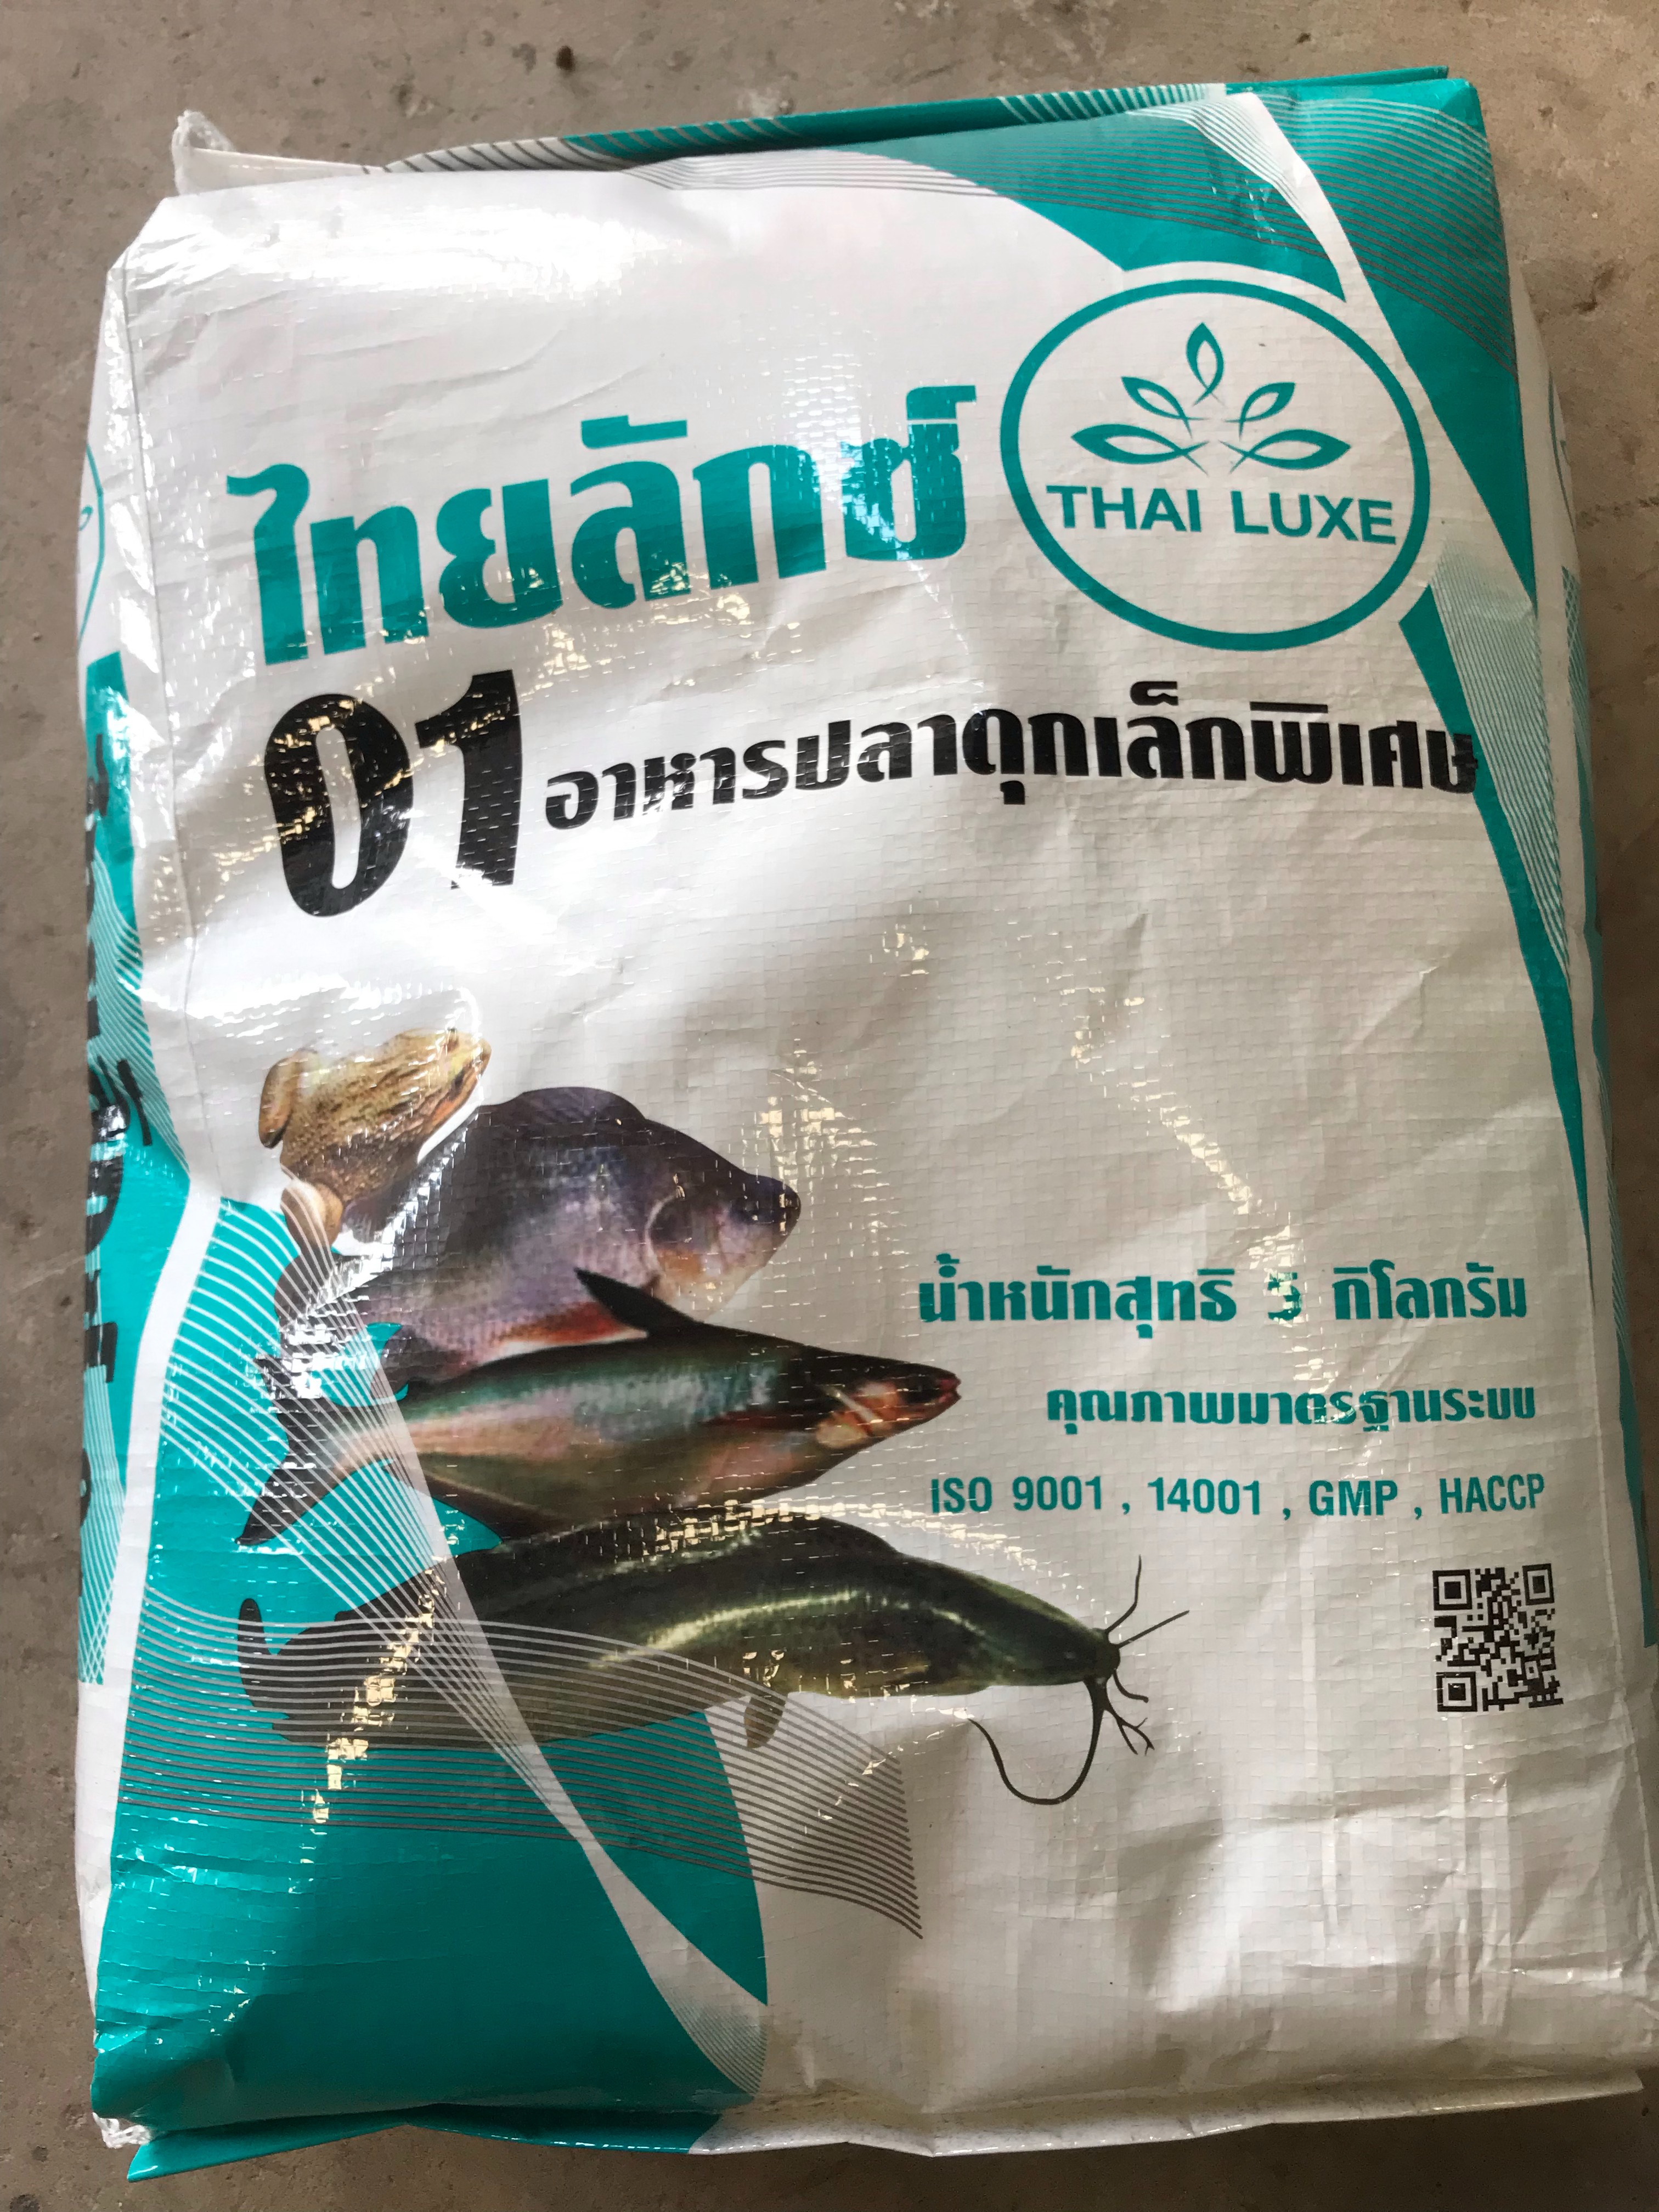 ไทยลักซ์
THAI LUXE
01 อาหารปลาดุกเล็กพิเศษ
น้ำหนักสุทธิ กิโลกรัม
คุณภาพมาตรฐานระบบ
ISO 9001 , 14001 , GMP , HACCP